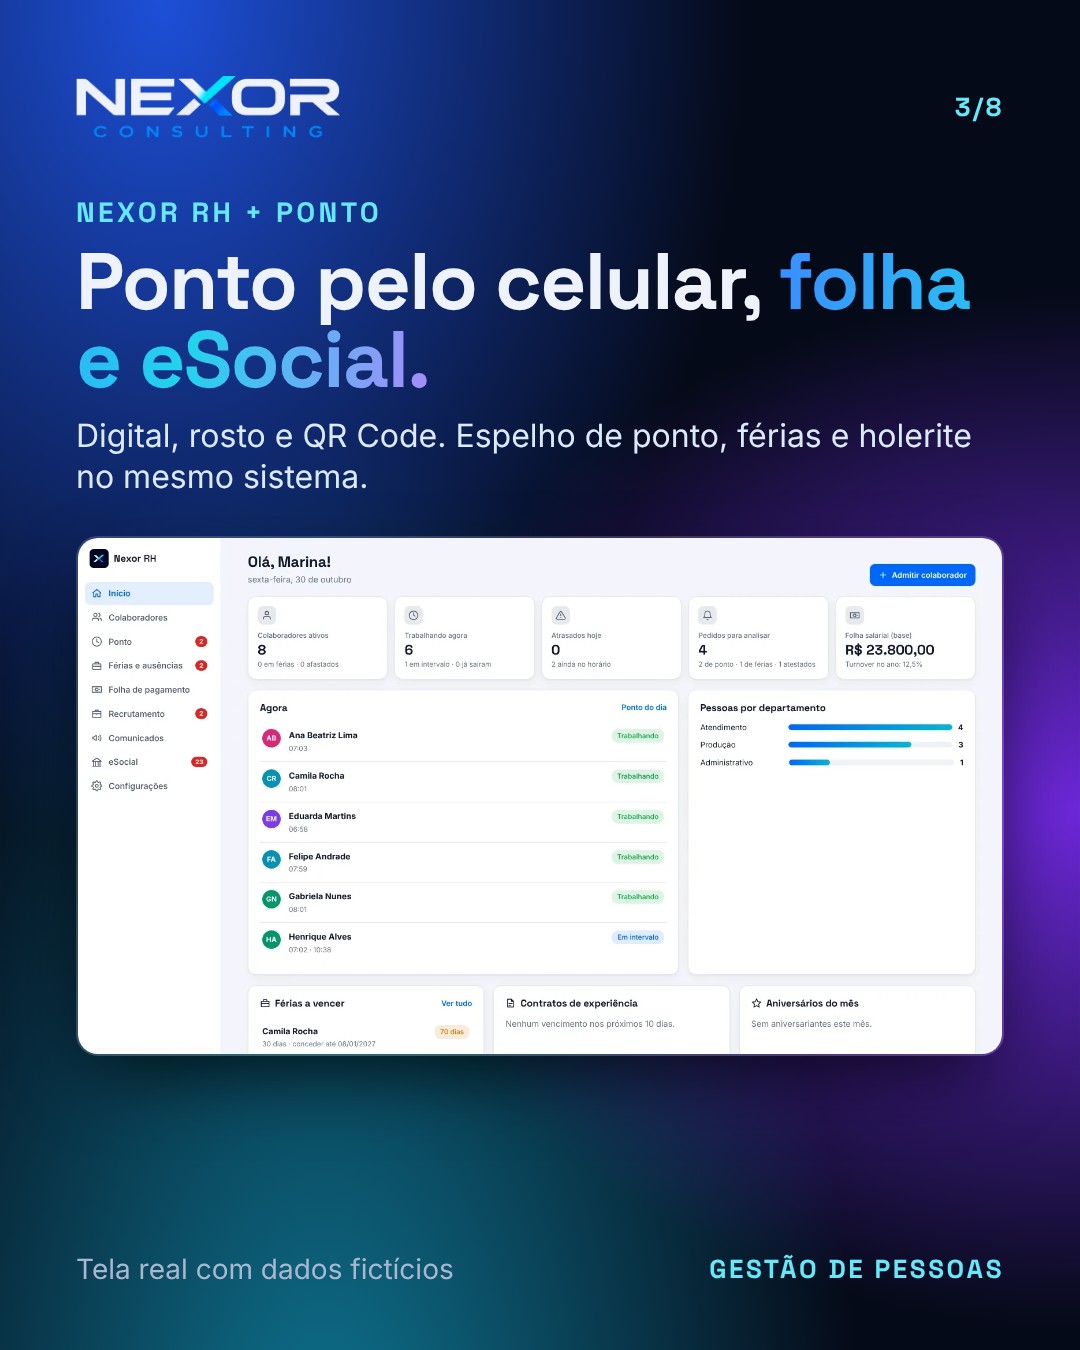 NEXOR
CONSULTING
3/8
NEXOR RH + PONTO
Ponto pelo celular, folha
e eSocial.
Digital, rosto e QR Code. Espelho de ponto, férias e holerite
no mesmo sistema.
Nexor RH
Início
Colaboradores
Ponto 2
Férias e ausências 2
Folha de pagamento
Recrutamento 2
Comunicados
eSocial 23
Configurações
Olá, Marina!
sexta-feira, 30 de outubro
+ Admitir colaborador
Colaboradores ativos
8
0 em férias · 0 afastados
Trabalhando agora
6
1 em intervalo · 0 já saíram
Atrasados hoje
0
2 ainda no horário
Pedidos para analisar
4
2 de ponto · 1 de férias · 1 atestados
Folha salarial (base)
R$ 23.800,00
Turnover no ano: 12,5%
Agora
Ponto do dia
AB Ana Beatriz Lima Trabalhando
07:03
CR Camila Rocha Trabalhando
08:01
EM Eduarda Martins Trabalhando
06:58
FA Felipe Andrade Trabalhando
07:59
GN Gabriela Nunes Trabalhando
08:01
HA Henrique Alves Em intervalo
07:02 · 10:38
Pessoas por departamento
Atendimento 4
Produção 3
Administrativo 1
Férias a vencer Ver tudo
Camila Rocha 70 dias
30 dias · conceder até 08/01/2027
Contratos de experiência
Nenhum vencimento nos próximos 10 dias.
Aniversários do mês
Sem aniversariantes este mês.
Tela real com dados fictícios
GESTÃO DE PESSOAS